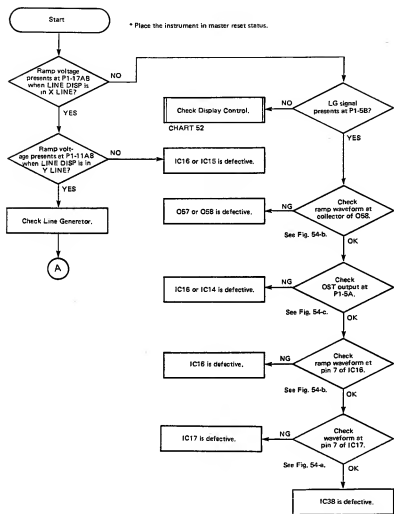 Start
* Place the instrument in master reset status.
Ramp voltage
presents at P1-17AB
when LINE DISP is
in X LINE?
NO
YES
LG signal
presents at P1-5B?
NO
Check Display Control.
CHART 52
YES
Ramp volt-
age presents at P1-11AB
when LINE DISP is in
Y LINE?
NO
IC16 or IC15 is defective.
YES
Check Line Generator.
A
Check
ramp waveform at
collector of O58.
NG
O57 or O58 is defective.
See Fig. 54-b.
OK
Check
OST output at
P1-5A.
NG
IC16 or IC14 is defective.
See Fig. 54-c.
OK
Check
ramp waveform at
pin 7 of IC16.
NG
IC16 is defective.
See Fig. 54-b.
OK
Check
waveform at
pin 7 of IC17.
NG
IC17 is defective.
See Fig. 54-a.
OK
IC38 is defective.